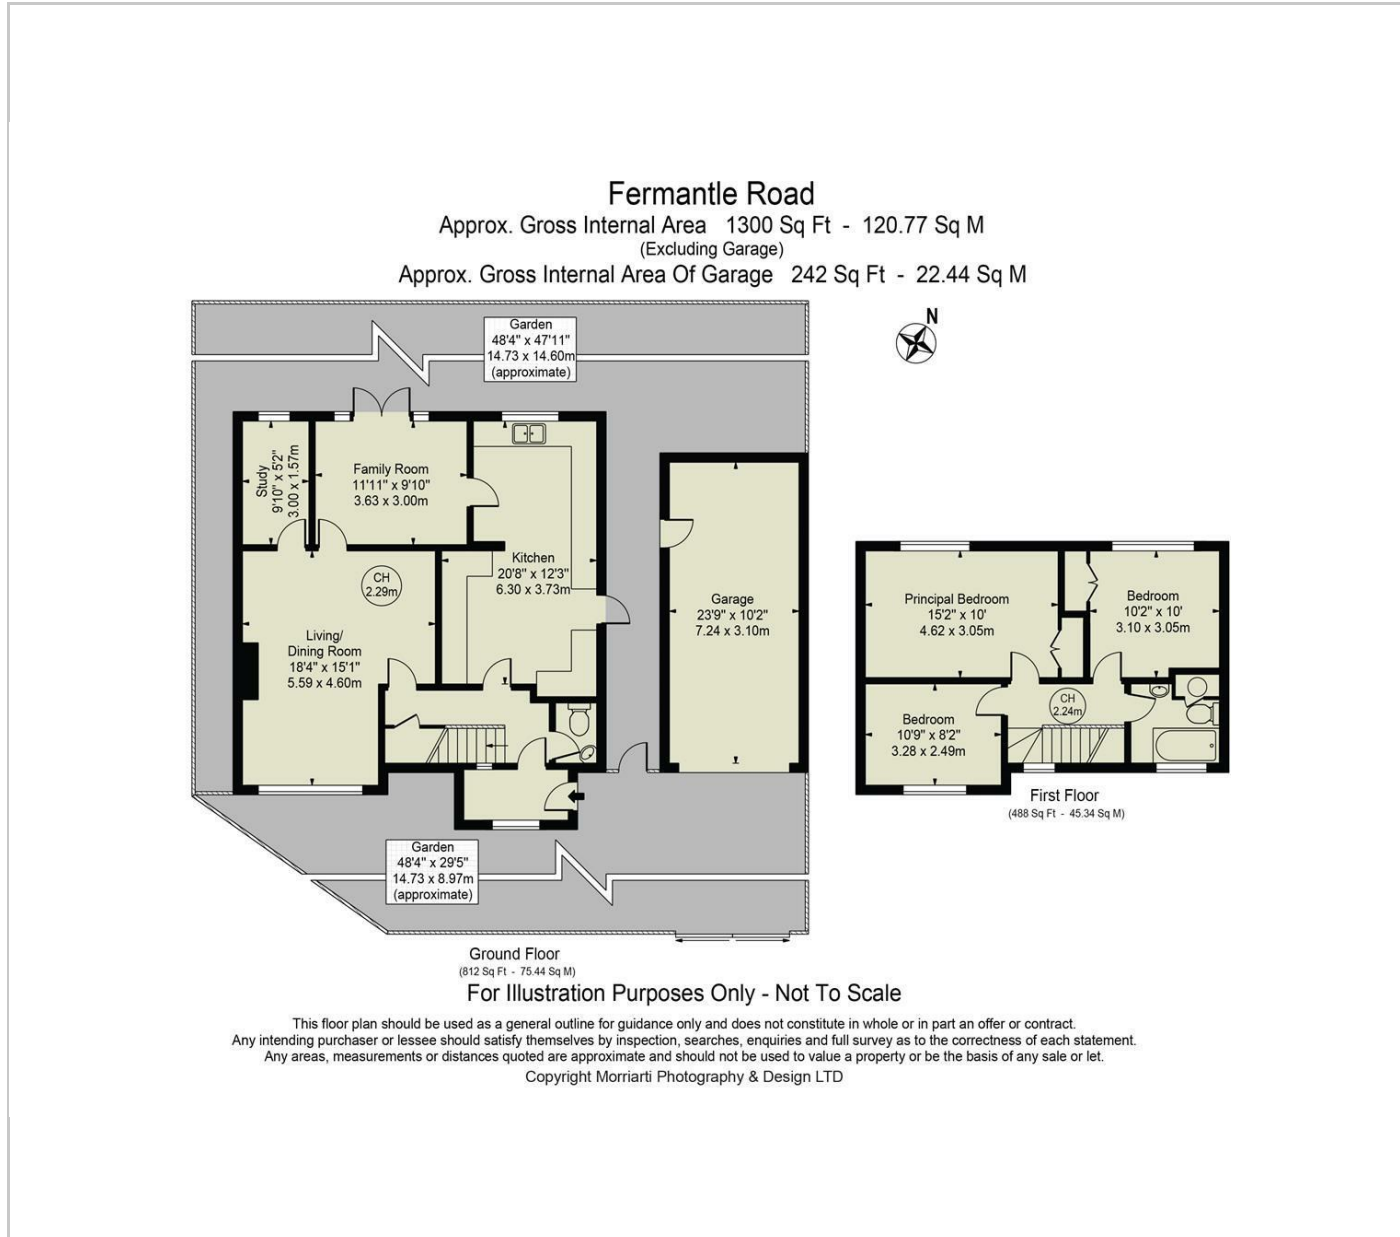 Fermantle Road
Approx. Gross Internal Area 1300 Sq Ft - 120.77 Sq M
(Excluding Garage)
Approx. Gross Internal Area Of Garage 242 Sq Ft - 22.44 Sq M
N
Garden
48'4" x 47'11"
14.73 x 14.60m
(approximate)
Study
9'10" x 5'2"
3.00 x 1.57m
Family Room
11'11" x 9'10"
3.63 x 3.00m
Kitchen
20'8" x 12'3"
6.30 x 3.73m
CH
2.29m
Living/
Dining Room
18'4" x 15'1"
5.59 x 4.60m
Garage
23'9" x 10'2"
7.24 x 3.10m
Principal Bedroom
15'2" x 10'
4.62 x 3.05m
Bedroom
10'2" x 10'
3.10 x 3.05m
CH
2.24m
Bedroom
10'9" x 8'2"
3.28 x 2.49m
First Floor
(488 Sq Ft - 45.34 Sq M)
Garden
48'4" x 29'5"
14.73 x 8.97m
(approximate)
Ground Floor
(812 Sq Ft - 75.44 Sq M)
For Illustration Purposes Only - Not To Scale
This floor plan should be used as a general outline for guidance only and does not constitute in whole or in part an offer or contract.
Any intending purchaser or lessee should satisfy themselves by inspection, searches, enquiries and full survey as to the correctness of each statement.
Any areas, measurements or distances quoted are approximate and should not be used to value a property or be the basis of any sale or let.
Copyright Morriarti Photography & Design LTD